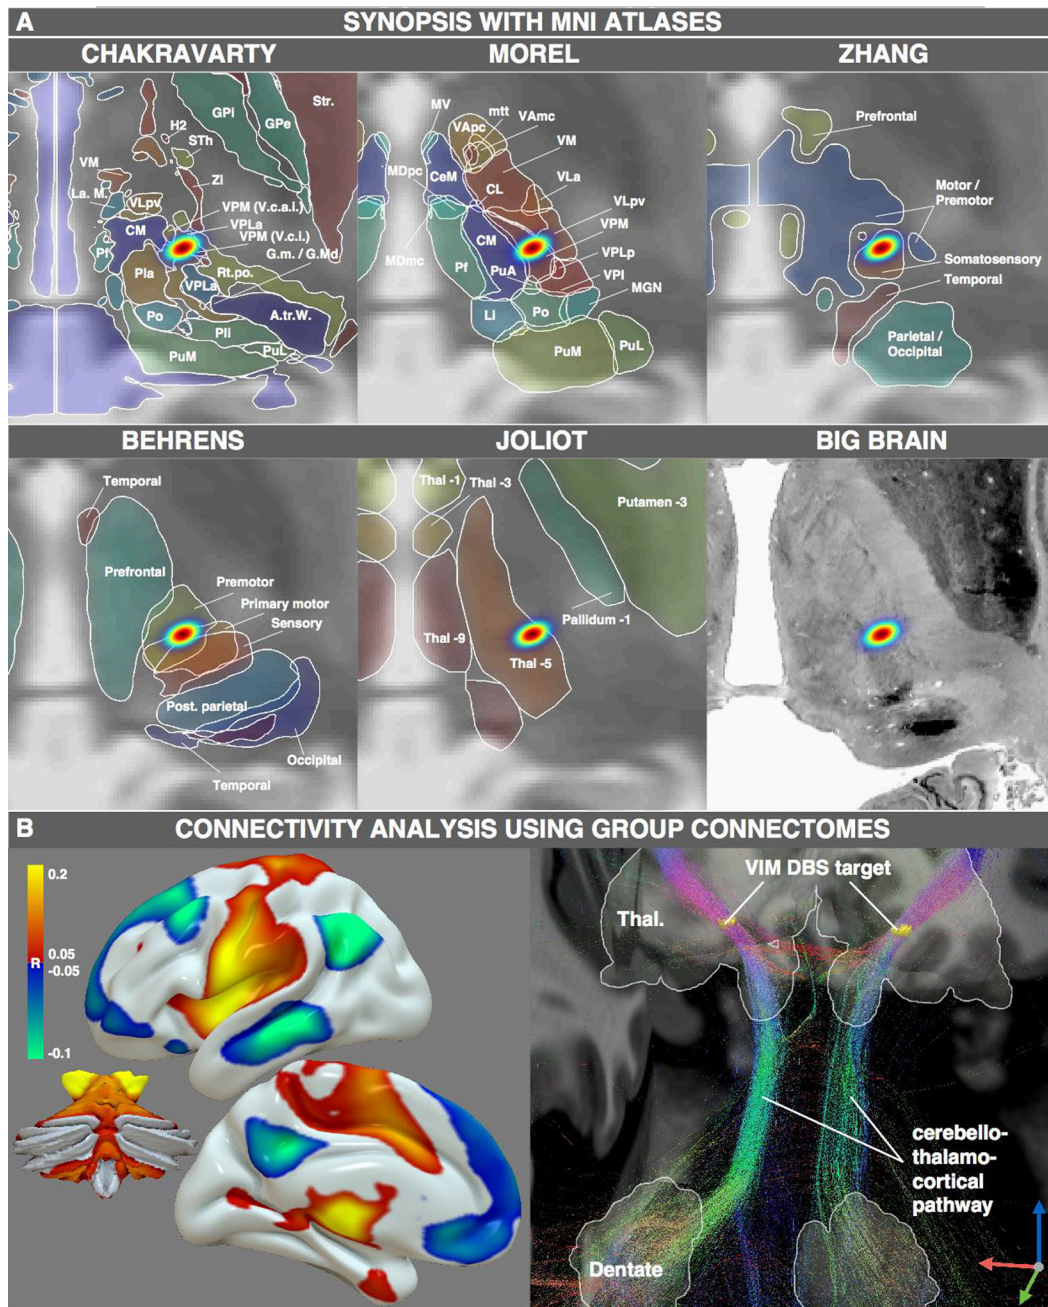 A
SYNOPSIS WITH MNI ATLASES
CHAKRAVARTY
MOREL
ZHANG
GPi
GPe
Str.
H2
STh
VM
ZI
La. M.
VLpv
VPM (V.c.a.i.)
VPLa
CM
VPM (V.c.i.)
G.m. / G.Md
Pf
Pla
Rt.po.
VPLa
Po
A.tr.W.
Pli
PuM
PuL
MV
mtt
VApc
VAmc
VM
MDpc
CeM
CL
VLa
VLpv
CM
VPM
VPLp
MDmc
Pf
PuA
VPI
MGN
Li
Po
PuM
PuL
Prefrontal
Motor /
Premotor
Somatosensory
Temporal
Parietal /
Occipital
BEHRENS
JOLIOT
BIG BRAIN
Temporal
Prefrontal
Premotor
Primary motor
Sensory
Post. parietal
Occipital
Temporal
Thal -1
Thal -3
Putamen -3
Pallidum -1
Thal -9
Thal -5
B
CONNECTIVITY ANALYSIS USING GROUP CONNECTOMES
0.2
0.05
R
-0.05
-0.1
VIM DBS target
Thal.
cerebello-
thalamo-
cortical
pathway
Dentate